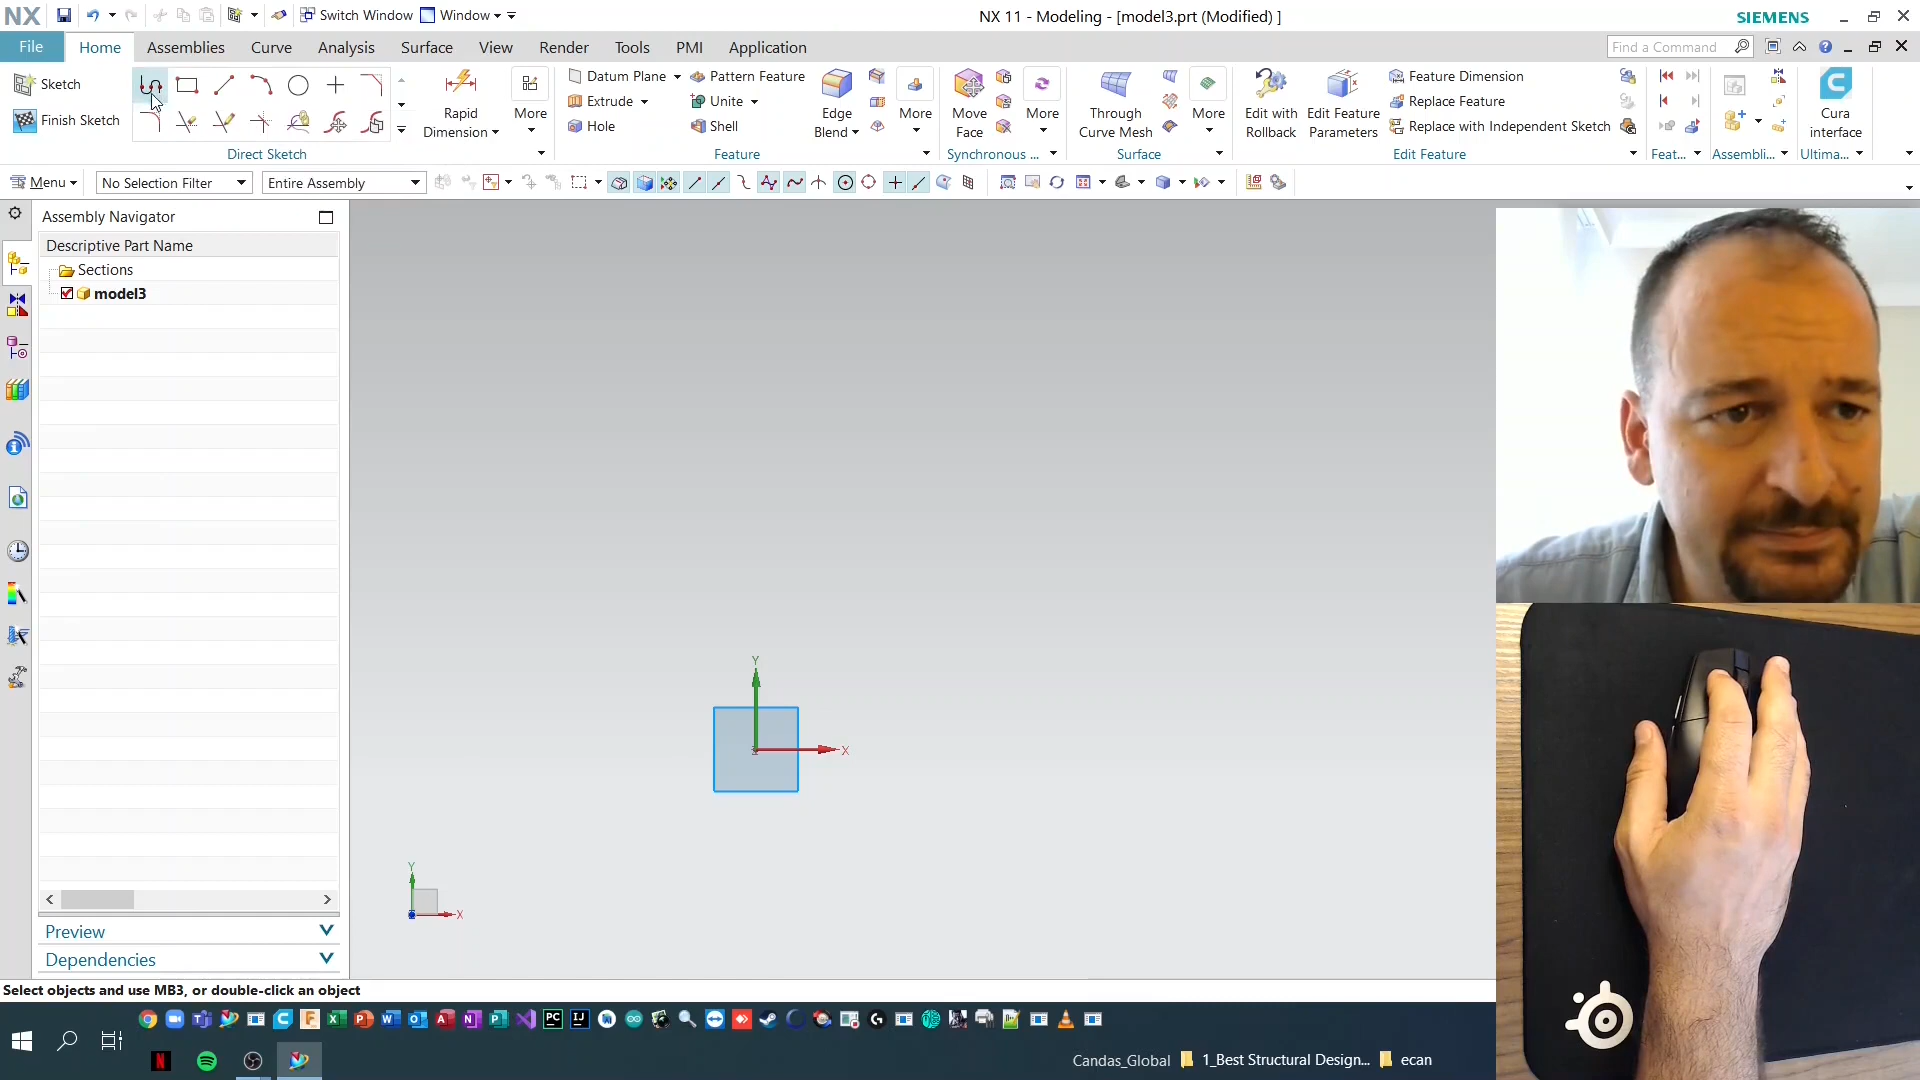 NX
Switch Window
Window
NX 11 - Modeling - [model3.prt (Modified) ]
SIEMENS
File
Home
Assemblies
Curve
Analysis
Surface
View
Render
Tools
PMI
Application
Find a Command
Sketch
Finish Sketch
Direct Sketch
Rapid
Dimension
More
Datum Plane
Extrude
Hole
Pattern Feature
Unite
Shell
Feature
Edge
Blend
More
Move
Face
More
Synchronous ...
Through
Curve Mesh
More
Surface
Edit with
Rollback
Edit Feature
Parameters
Feature Dimension
Replace Feature
Replace with Independent Sketch
Edit Feature
Feat...
Assembli...
Cura
interface
Ultima...
Menu
No Selection Filter
Entire Assembly
Assembly Navigator
Descriptive Part Name
Sections
model3
Y
X
Y
X
Preview
Dependencies
Select objects and use MB3, or double-click an object
Candas_Global
1_Best Structural Design...
ecan